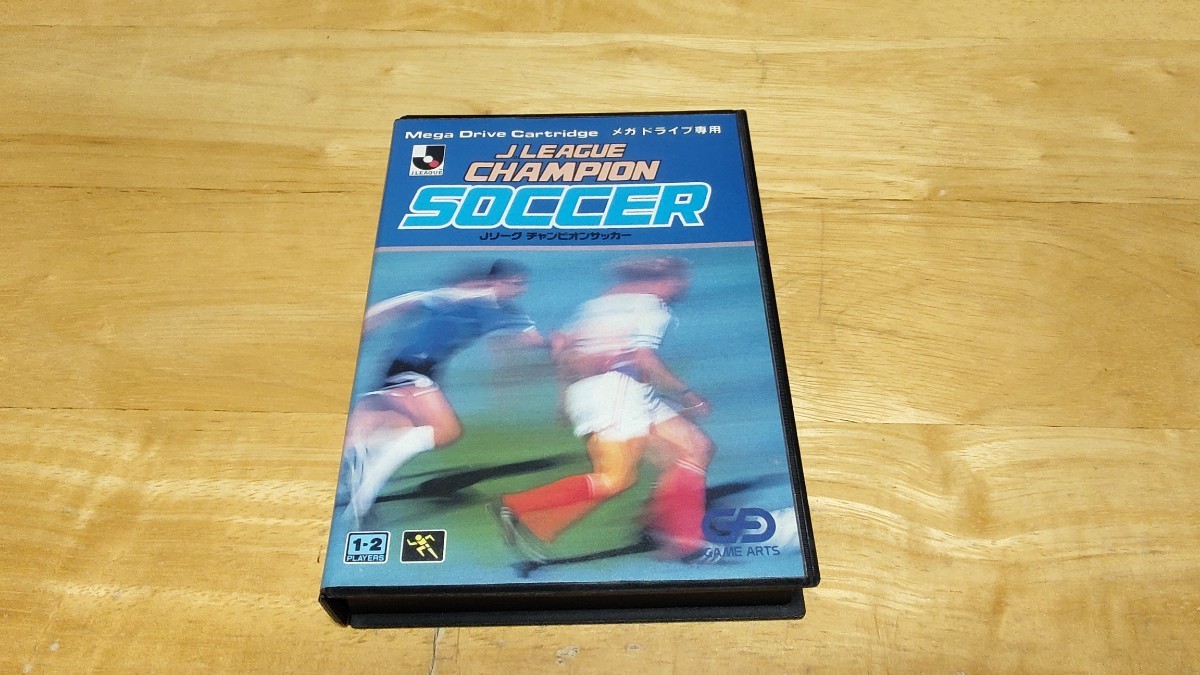 Mega Drive Cartridge メガドライブ専用
J.LEAGUE
J.LEAGUE
CHAMPION
SOCCER
Jリーグ チャンピオンサッカー
1-2
PLAYERS
GAME ARTS